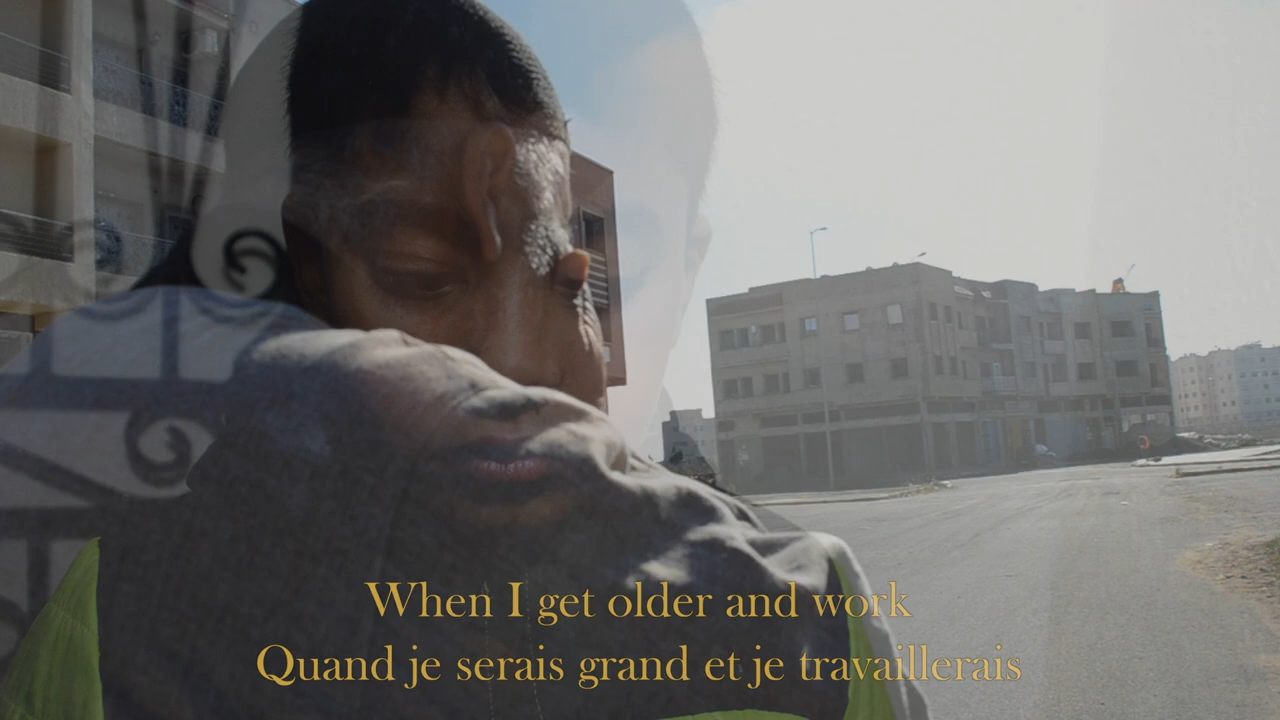 When I get older and work
Quand je serais grand et je travaillerais